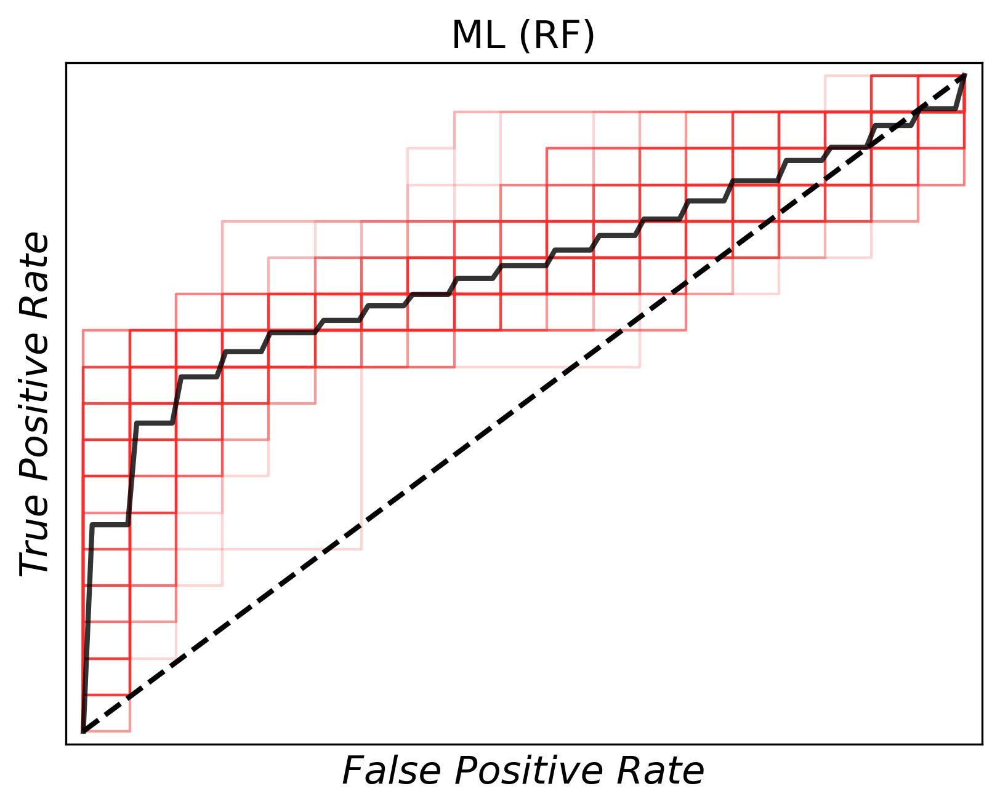 ML (RF)
True Positive Rate
False Positive Rate